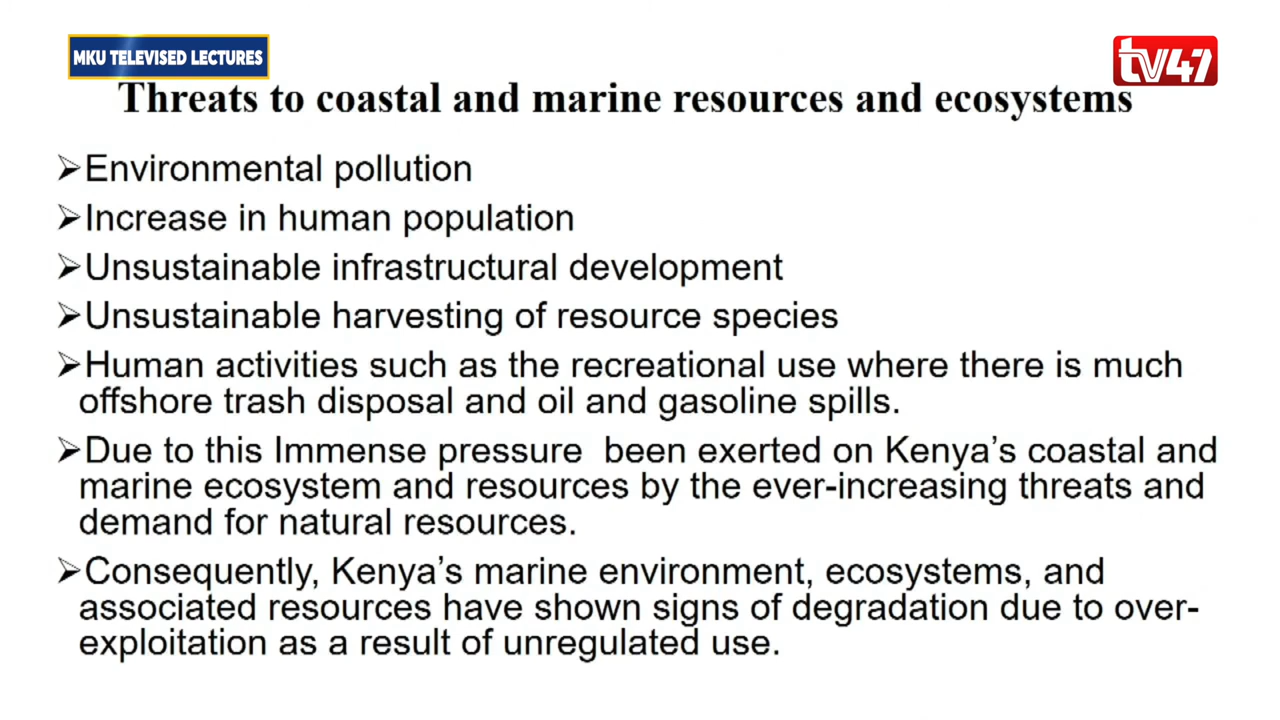 MKU TELEVISED LECTURES
tv47
Threats to coastal and marine resources and ecosystems
➢Environmental pollution
➢Increase in human population
➢Unsustainable infrastructural development
➢Unsustainable harvesting of resource species
➢Human activities such as the recreational use where there is much
offshore trash disposal and oil and gasoline spills.
➢Due to this Immense pressure  been exerted on Kenya’s coastal and
marine ecosystem and resources by the ever-increasing threats and
demand for natural resources.
➢Consequently, Kenya’s marine environment, ecosystems, and
associated resources have shown signs of degradation due to over-
exploitation as a result of unregulated use.